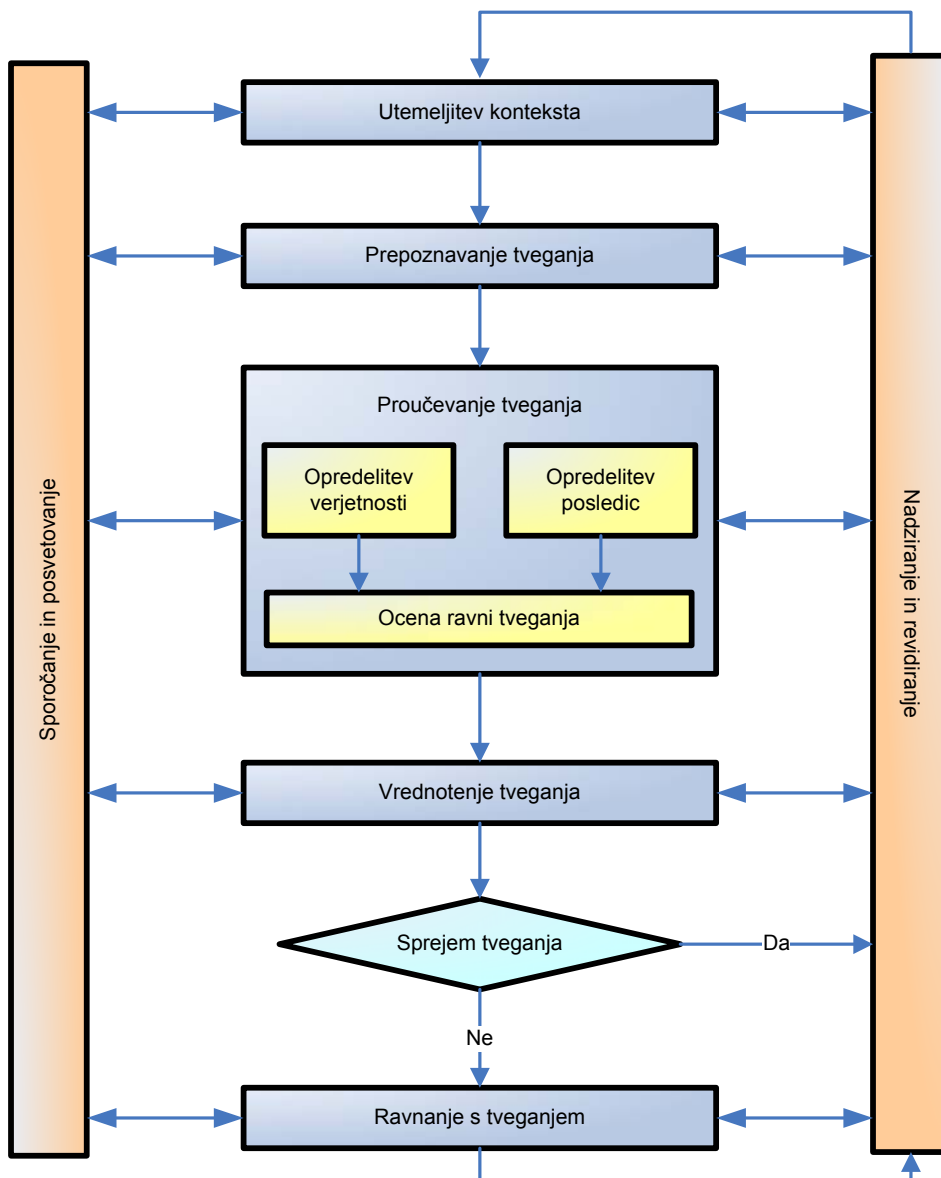 Utemeljitev konteksta
Prepoznavanje tveganja
Proučevanje tveganja
Opredelitev
verjetnosti
Opredelitev
posledic
Ocena ravni tveganja
Vrednotenje tveganja
Sprejem tveganja
Da
Ne
Ravnanje s tveganjem
Sporočanje in posvetovanje
Nadziranje in revidiranje